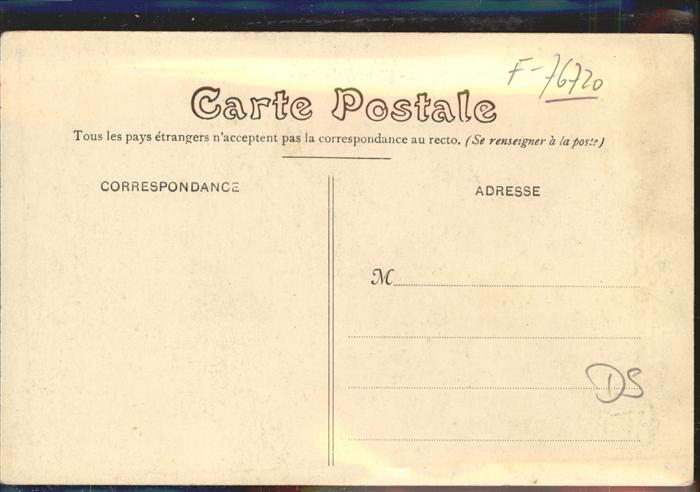 F-76720
Carte Postale
Tous les pays étrangers n'acceptent pas la correspondance au recto. (Se renseigner à la poste)
CORRESPONDANCE
ADRESSE
M
DS